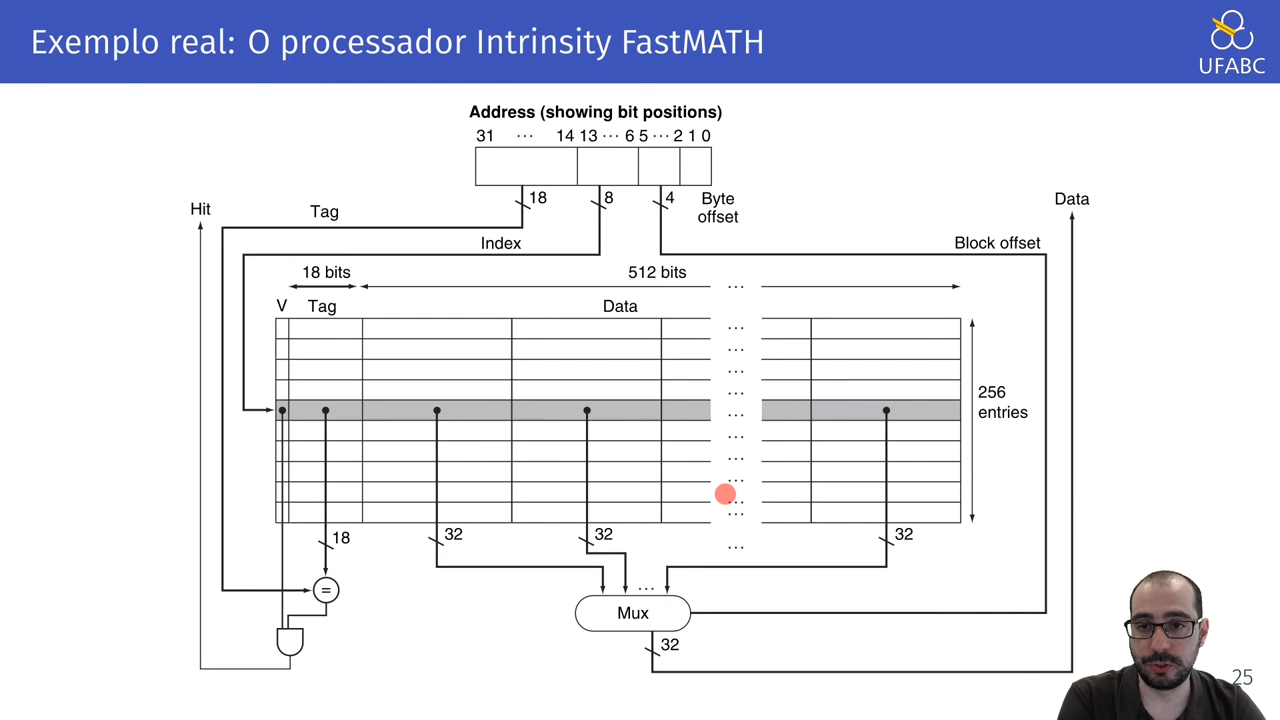 Exemplo real: O processador Intrinsity FastMATH
UFABC
Address (showing bit positions)
31 ... 14 13 ... 6 5 ... 2 1 0
18 8 4 Byte offset
Hit
Tag
Data
Index
Block offset
18 bits
512 bits
...
V Tag Data
...
...
...
...
...
256
entries
...
...
...
...
18 32 32 ... 32
=
...
Mux
32
25